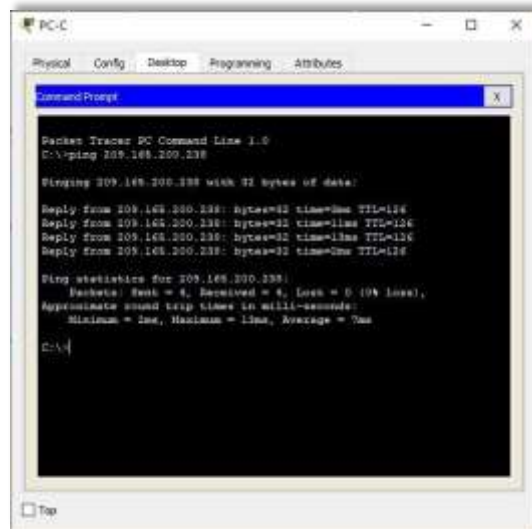 PC-C
Physical Config Desktop Programming Attributes
Command Prompt X
Packet Tracer PC Command Line 1.0
C:\>ping 209.165.200.238
Pinging 209.165.200.238 with 32 bytes of data:
Reply from 209.165.200.238: bytes=32 TTL=126
Reply from 209.165.200.238: bytes=32 time=11ms TTL=126
Reply from 209.165.200.238: bytes=32 time=13ms TTL=126
Reply from 209.165.200.238: bytes=32 time=2ms TTL=126
Ping statistics for 209.165.200.238:
Packets: Sent = 4, Received = 4, Lost = 0 (0% loss),
Approximate round trip times in milli-seconds:
Minimum = 2ms, Maximum = 13ms, Average = 7ms
C:\>
Top